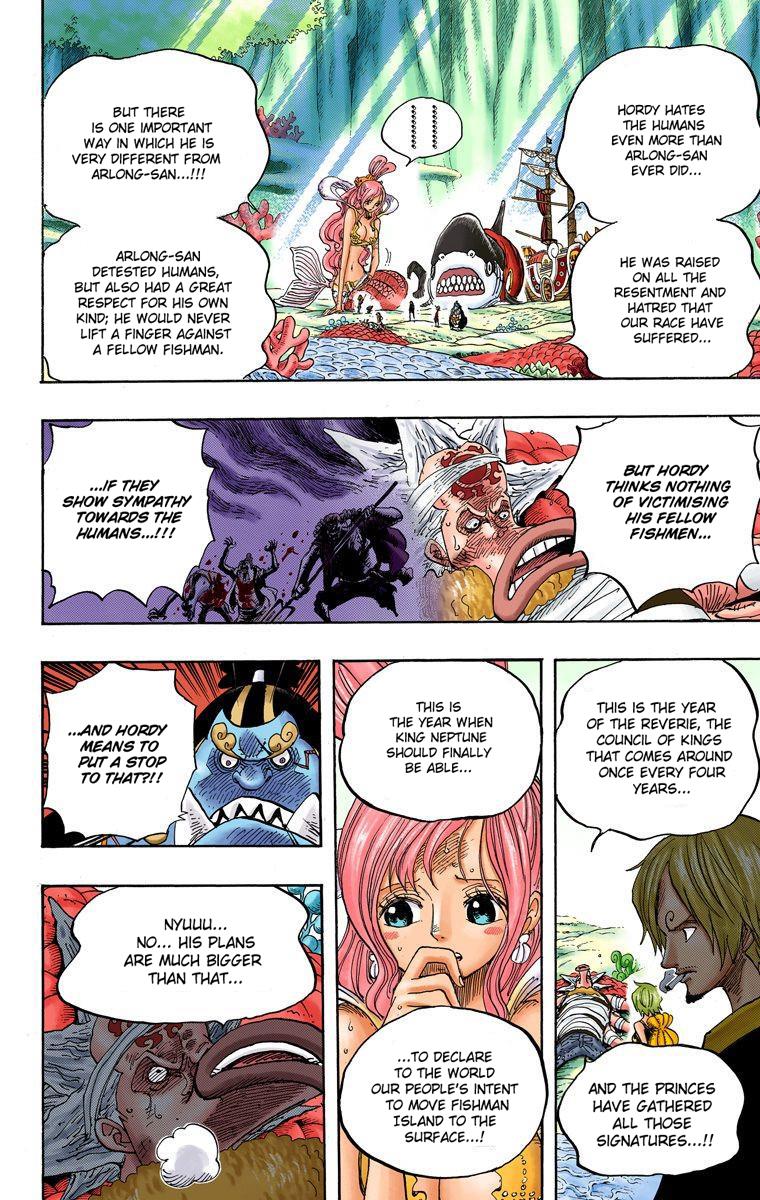 HORDY HATES
THE HUMANS
EVEN MORE THAN
ARLONG-SAN
EVER DID...
HE WAS RAISED
ON ALL THE
RESENTMENT AND
HATRED THAT
OUR RACE HAVE
SUFFERED...
!!
!!
BUT THERE
IS ONE IMPORTANT
WAY IN WHICH HE IS
VERY DIFFERENT FROM
ARLONG-SAN...!!!
ARLONG-SAN
DETESTED HUMANS,
BUT ALSO HAD A GREAT
RESPECT FOR HIS OWN
KIND; HE WOULD NEVER
LIFT A FINGER AGAINST
A FELLOW FISHMAN.
BUT HORDY
THINKS NOTHING
OF VICTIMISING
HIS FELLOW
FISHMEN...
...IF THEY
SHOW SYMPATHY
TOWARDS THE
HUMANS...!!!
THIS IS THE YEAR
OF THE REVERIE, THE
COUNCIL OF KINGS
THAT COMES AROUND
ONCE EVERY FOUR
YEARS...
AND THE PRINCES
HAVE GATHERED
ALL THOSE
SIGNATURES...!!
THIS IS
THE YEAR WHEN
KING NEPTUNE
SHOULD FINALLY
BE ABLE...
...TO DECLARE
TO THE WORLD
OUR PEOPLE'S INTENT
TO MOVE FISHMAN
ISLAND TO THE
SURFACE...!
...AND HORDY
MEANS TO
PUT A STOP
TO THAT?!!
NYUUU...
NO... HIS PLANS
ARE MUCH BIGGER
THAN THAT...